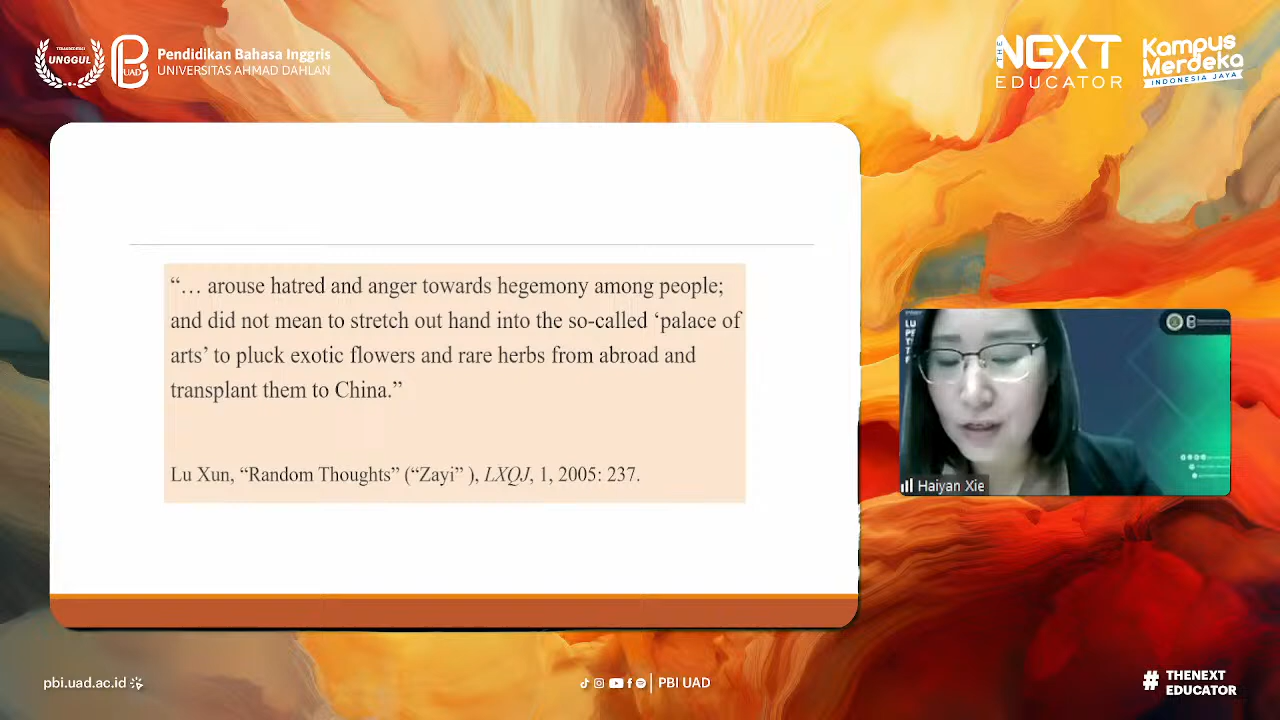 UNGGUL
UAD
Pendidikan Bahasa Inggris
UNIVERSITAS AHMAD DAHLAN
THE NEXT
EDUCATOR
Kampus
Merdeka
INDONESIA JAYA
“… arouse hatred and anger towards hegemony among people;
and did not mean to stretch out hand into the so-called ‘palace of
arts’ to pluck exotic flowers and rare herbs from abroad and
transplant them to China.”
Lu Xun, “Random Thoughts” (“Zayi” ), LXQJ, 1, 2005: 237.
Haiyan Xie
pbi.uad.ac.id
PBI UAD
# THENEXT
EDUCATOR